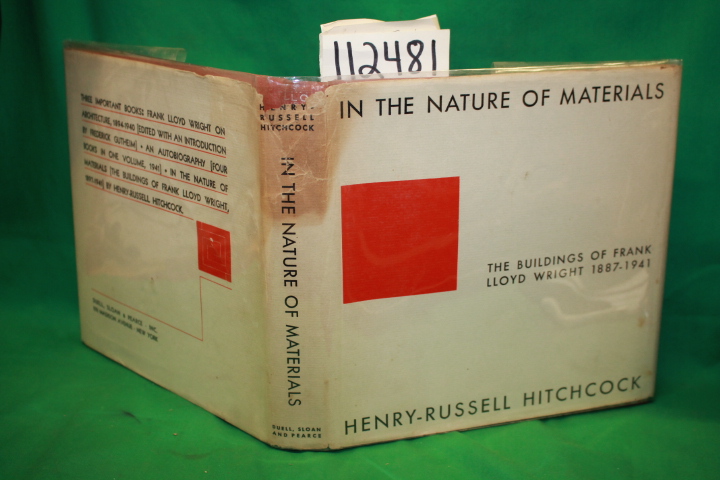 112481
IN THE NATURE OF MATERIALS
THE BUILDINGS OF FRANK
LLOYD WRIGHT 1887-1941
HENRY-RUSSELL HITCHCOCK
HENRY-
RUSSELL
HITCHCOCK
IN THE NATURE OF MATERIALS
DUELL, SLOAN
AND PEARCE
THREE IMPORTANT BOOKS: FRANK LLOYD WRIGHT ON
ARCHITECTURE, 1894-1940 [EDITED WITH AN INTRODUCTION
BY FREDERICK GUTHEIM] • AN AUTOBIOGRAPHY [FOUR
BOOKS IN ONE VOLUME, 1941] • IN THE NATURE OF
MATERIALS [THE BUILDINGS OF FRANK LLOYD WRIGHT,
1887-1941] BY HENRY-RUSSELL HITCHCOCK.
DUELL, SLOAN & PEARCE · INC.
MADISON AVENUE · NEW YORK